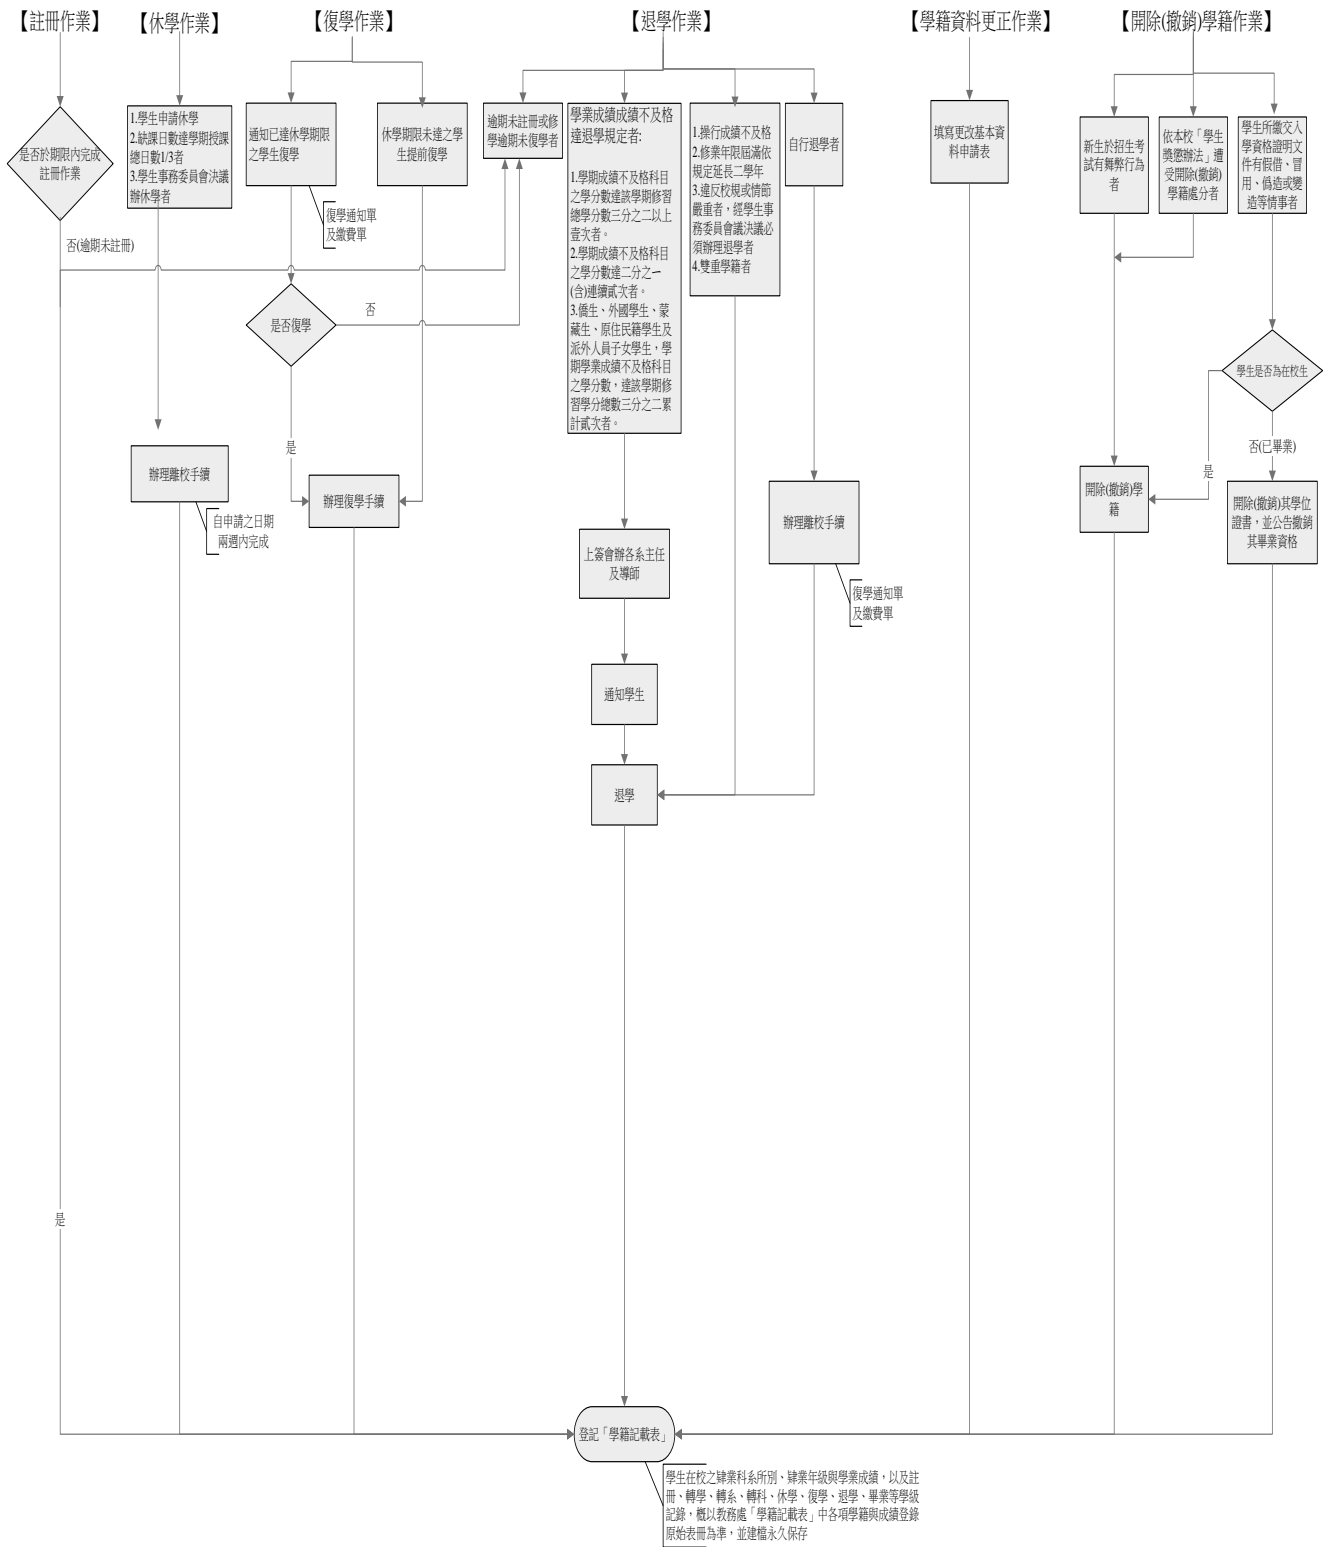 【註冊作業】
【休學作業】
【復學作業】
【退學作業】
【學籍資料更正作業】
【開除(撤銷)學籍作業】
是否於期限內完成
註冊作業
1.學生申請休學
2.缺課日數達學期授課
總日數1/3者
3.學生事務委員會決議
辦休學者
通知已達休學期限
之學生復學
休學期限未達之學
生提前復學
逾期未註冊或修
學逾期未復學者
學業成績成績不及格
達退學規定者:
1.學期成績不及格科目
之學分數達該學期修習
總學分數三分之二以上
壹次者。
2.學期成績不及格科目
之學分數達二分之一
(含)連續貳次者。
3.僑生、外國學生、蒙
藏生、原住民籍學生及
派外人員子女學生，學
期學業成績不及格科目
之學分數，達該學期修
習學分總數三分之二累
計貳次者。
1.操行成績不及格
2.修業年限屆滿依
規定延長二學年
3.違反校規或情節
嚴重者，經學生事
務委員會議決議必
須辦理退學者
4.雙重學籍者
自行退學者
填寫更改基本資
料申請表
新生於招生考
試有舞弊行為
者
依本校「學生
獎懲辦法」遭
受開除(撤銷)
學籍處分者
學生所繳交入
學資格證明文
件有假借、冒
用、偽造或變
造等情事者
復學通知單
及繳費單
否(逾期未註冊)
是否復學
否
學生是否為在校生
是
否(已畢業)
是
辦理離校手續
自申請之日期
兩週內完成
辦理復學手續
辦理離校手續
復學通知單
及繳費單
開除(撤銷)學
籍
開除(撤銷)其學位
證書，並公告撤銷
其畢業資格
上簽會辦各系主任
及導師
通知學生
退學
是
登記「學籍記載表」
學生在校之肄業科系所別、肄業年級與學業成績，以及註
冊、轉學、轉系、轉科、休學、復學、退學、畢業等學級
記錄，概以教務處「學籍記載表」中各項學籍與成績登錄
原始表冊為準，並建檔永久保存